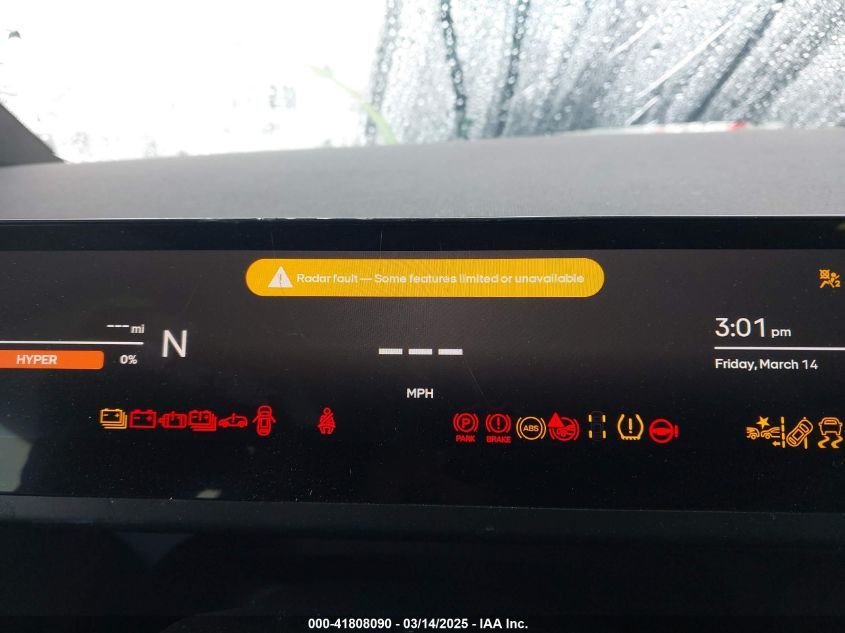 Radar fault — Some features limited or unavailable
--- mi
N
HYPER
0%
--- 
MPH
3:01 pm
Friday, March 14
PARK
BRAKE
ABS
000-41808090 - 03/14/2025 - IAA Inc.